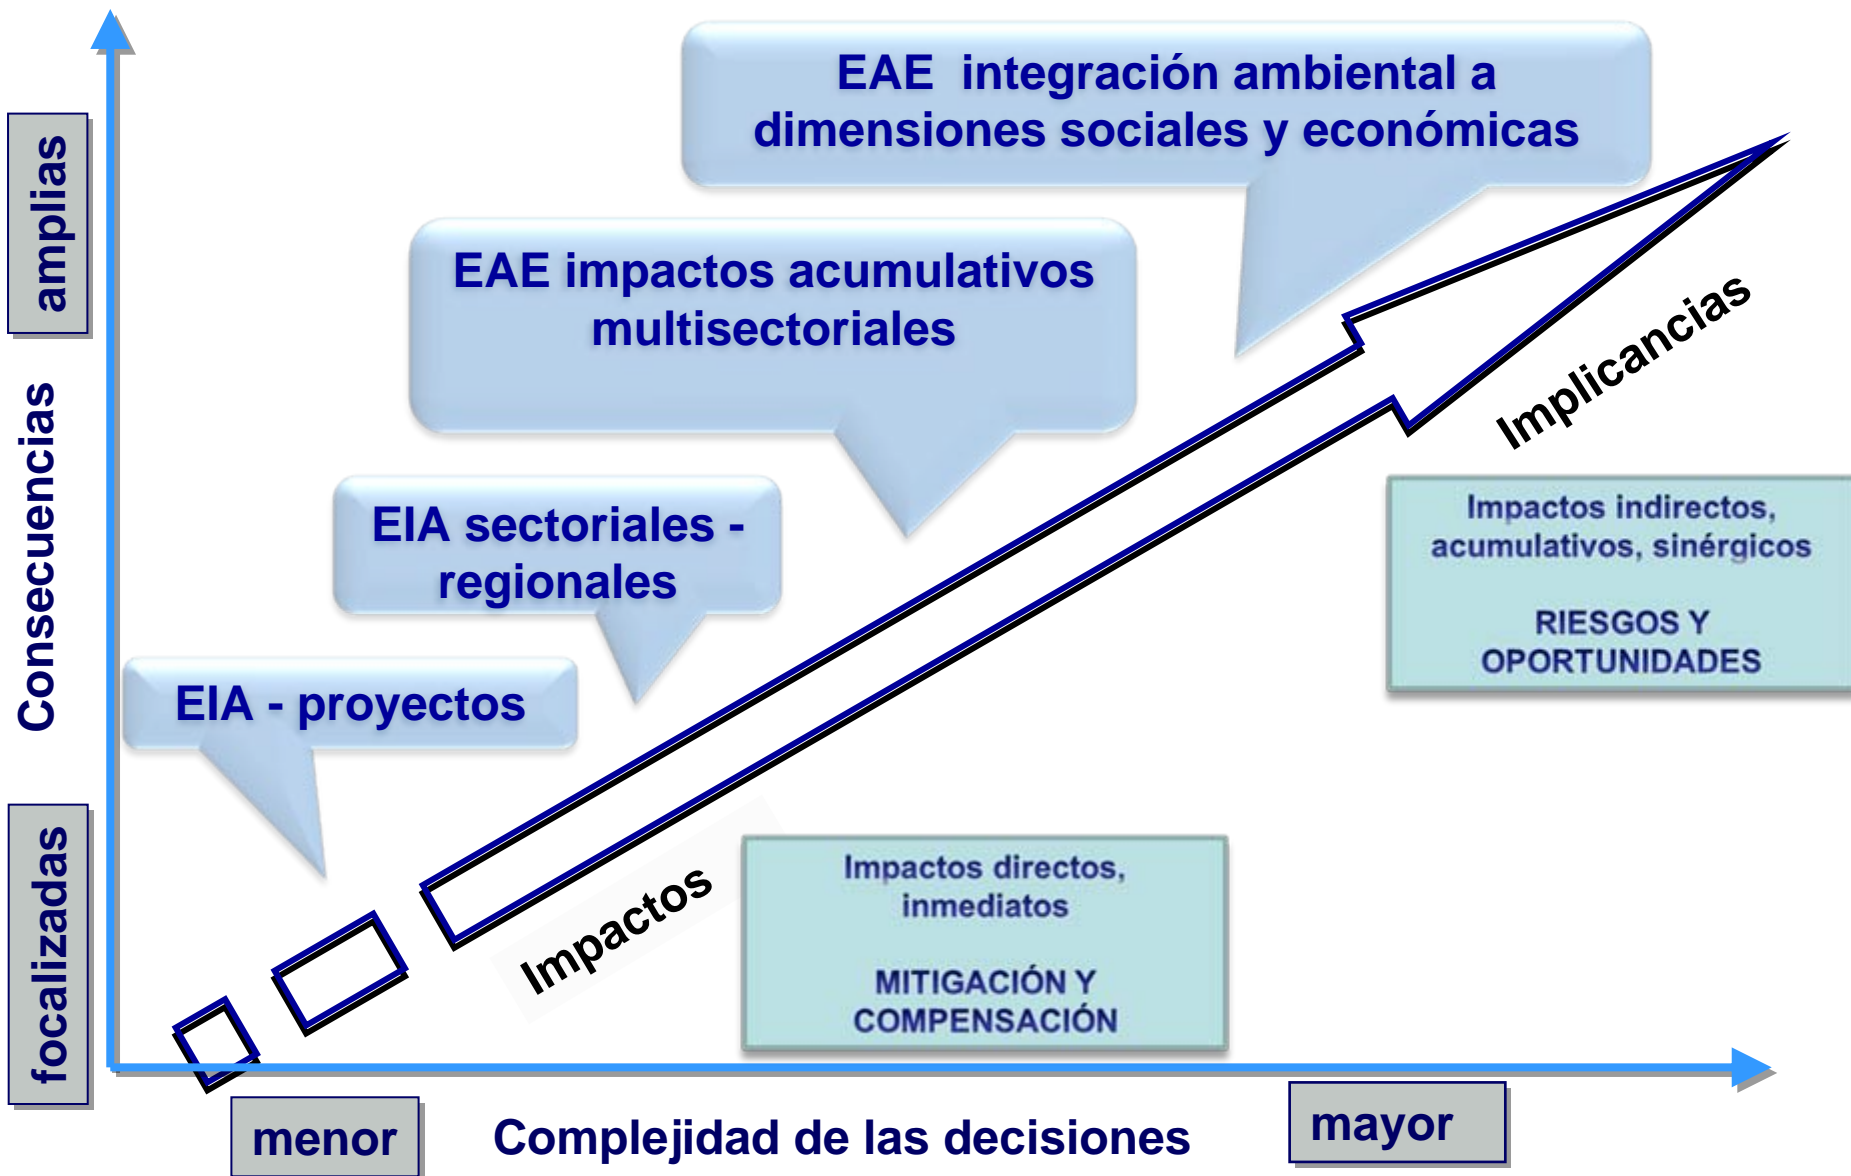 EAE integración ambiental a
dimensiones sociales y económicas
amplias
EAE impactos acumulativos
multisectoriales
Implicancias
Consecuencias
EIA sectoriales -
regionales
Impactos indirectos,
acumulativos, sinérgicos
RIESGOS Y
OPORTUNIDADES
EIA - proyectos
focalizadas
Impactos
Impactos directos,
inmediatos
MITIGACIÓN Y
COMPENSACIÓN
menor
Complejidad de las decisiones
mayor